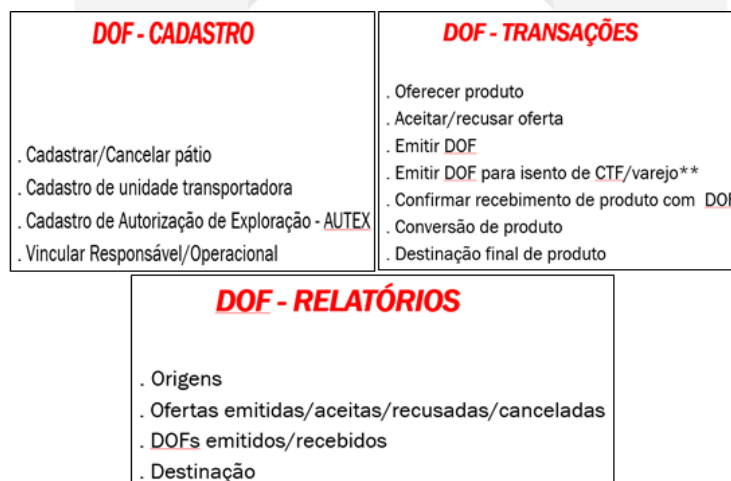 DOF - CADASTRO
. Cadastrar/Cancelar pátio
. Cadastro de unidade transportadora
. Cadastro de Autorização de Exploração - AUTEX
. Vincular Responsável/Operacional
DOF - TRANSAÇÕES
. Oferecer produto
. Aceitar/recusar oferta
. Emitir DOF
. Emitir DOF para isento de CTF/varejo**
. Confirmar recebimento de produto com DOF
. Conversão de produto
. Destinação final de produto
DOF - RELATÓRIOS
. Origens
. Ofertas emitidas/aceitas/recusadas/canceladas
. DOFs emitidos/recebidos
. Destinação